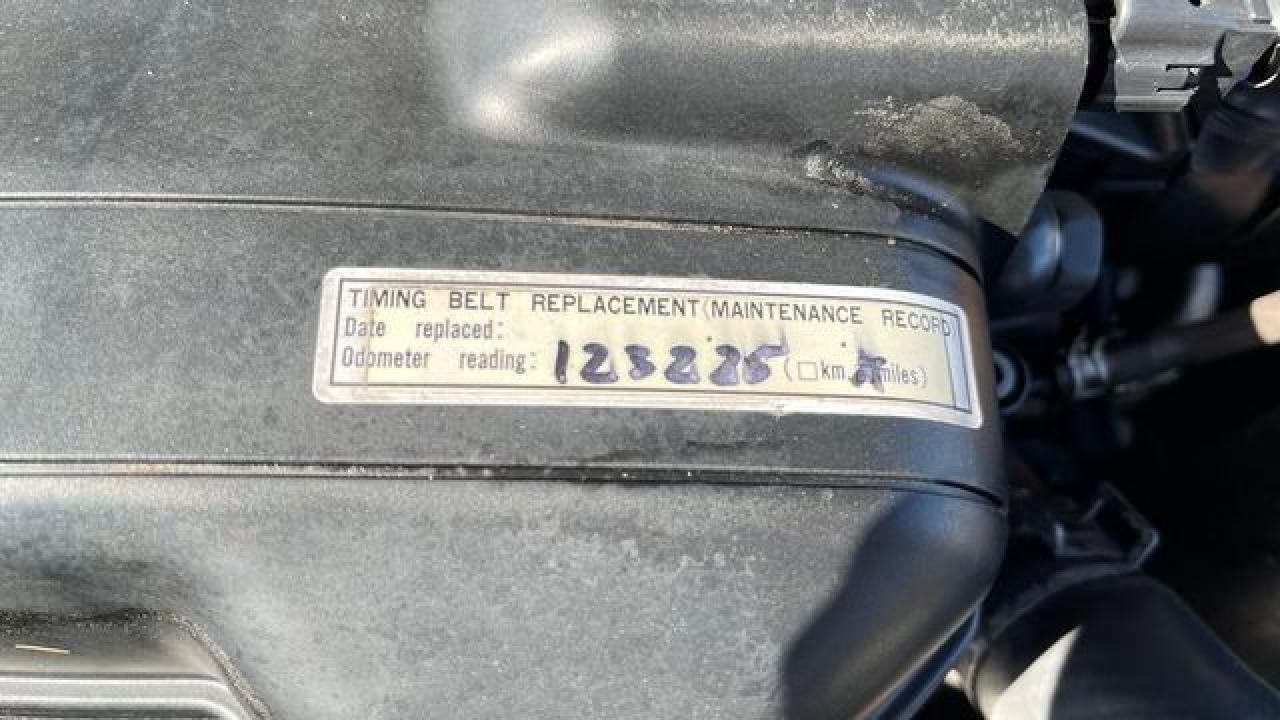 TIMING BELT REPLACEMENT (MAINTENANCE RECORD)
Date replaced:
Odometer reading: 123225 (□km ☒miles)